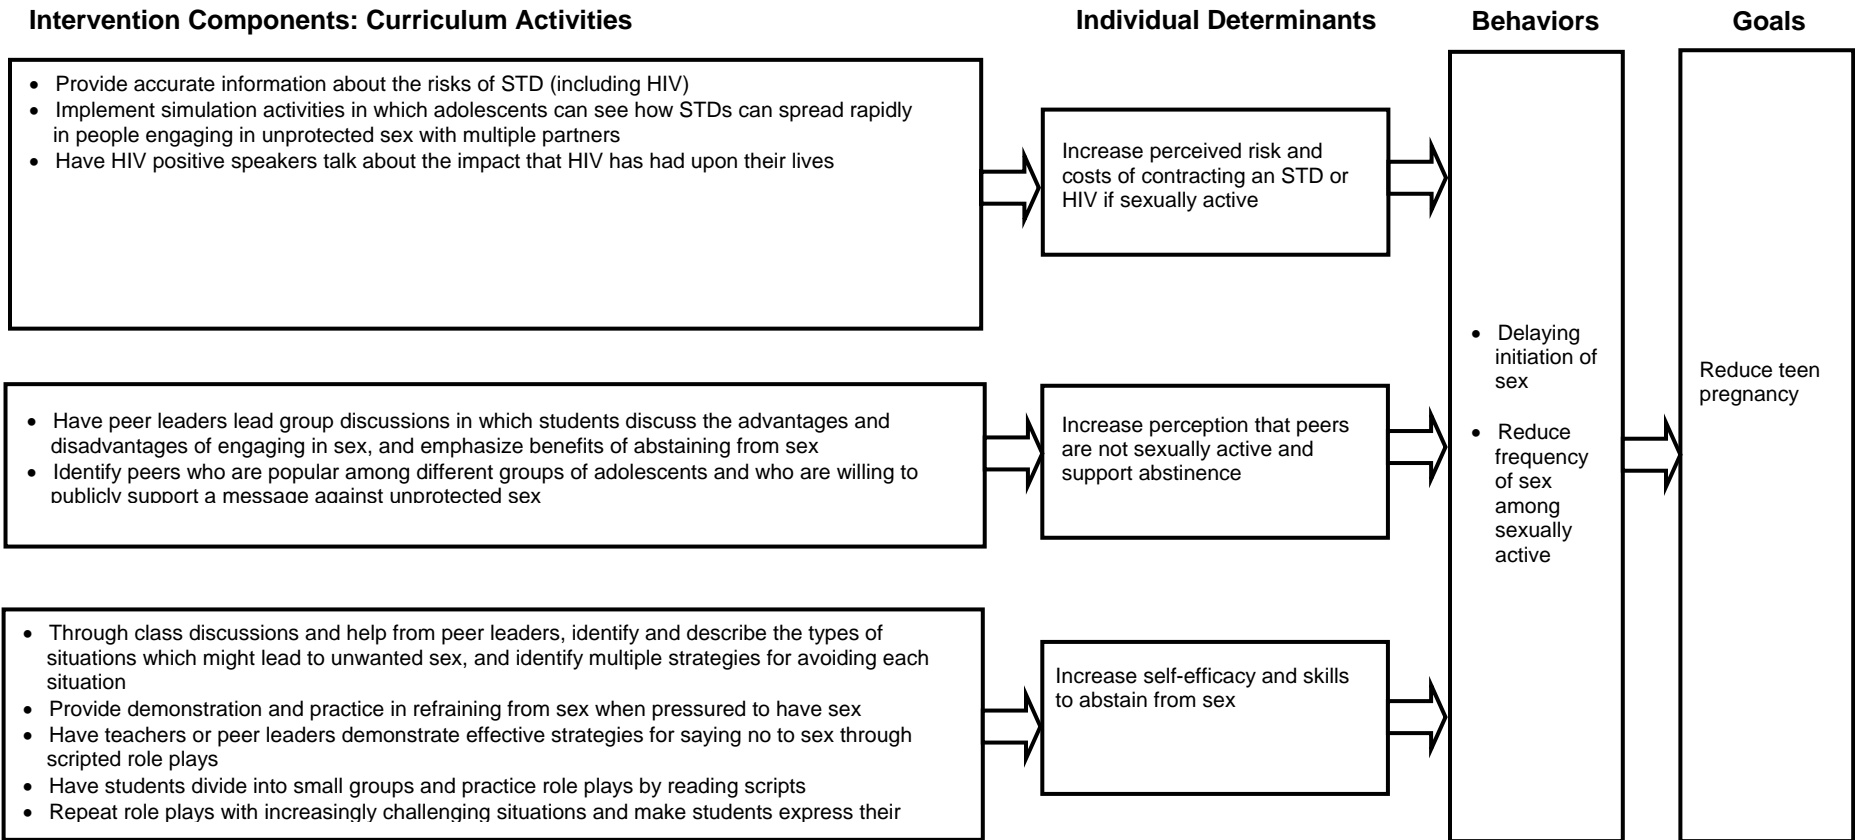 Intervention Components: Curriculum Activities
Individual Determinants
Behaviors
Goals
• Provide accurate information about the risks of STD (including HIV)
• Implement simulation activities in which adolescents can see how STDs can spread rapidly
in people engaging in unprotected sex with multiple partners
• Have HIV positive speakers talk about the impact that HIV has had upon their lives
Increase perceived risk and
costs of contracting an STD or
HIV if sexually active
• Have peer leaders lead group discussions in which students discuss the advantages and
disadvantages of engaging in sex, and emphasize benefits of abstaining from sex
• Identify peers who are popular among different groups of adolescents and who are willing to
publicly support a message against unprotected sex
Increase perception that peers
are not sexually active and
support abstinence
• Through class discussions and help from peer leaders, identify and describe the types of
situations which might lead to unwanted sex, and identify multiple strategies for avoiding each
situation
• Provide demonstration and practice in refraining from sex when pressured to have sex
• Have teachers or peer leaders demonstrate effective strategies for saying no to sex through
scripted role plays
• Have students divide into small groups and practice role plays by reading scripts
• Repeat role plays with increasingly challenging situations and make students express their
Increase self-efficacy and skills
to abstain from sex
• Delaying
initiation of
sex
• Reduce
frequency
of sex
among
sexually
active
Reduce teen
pregnancy